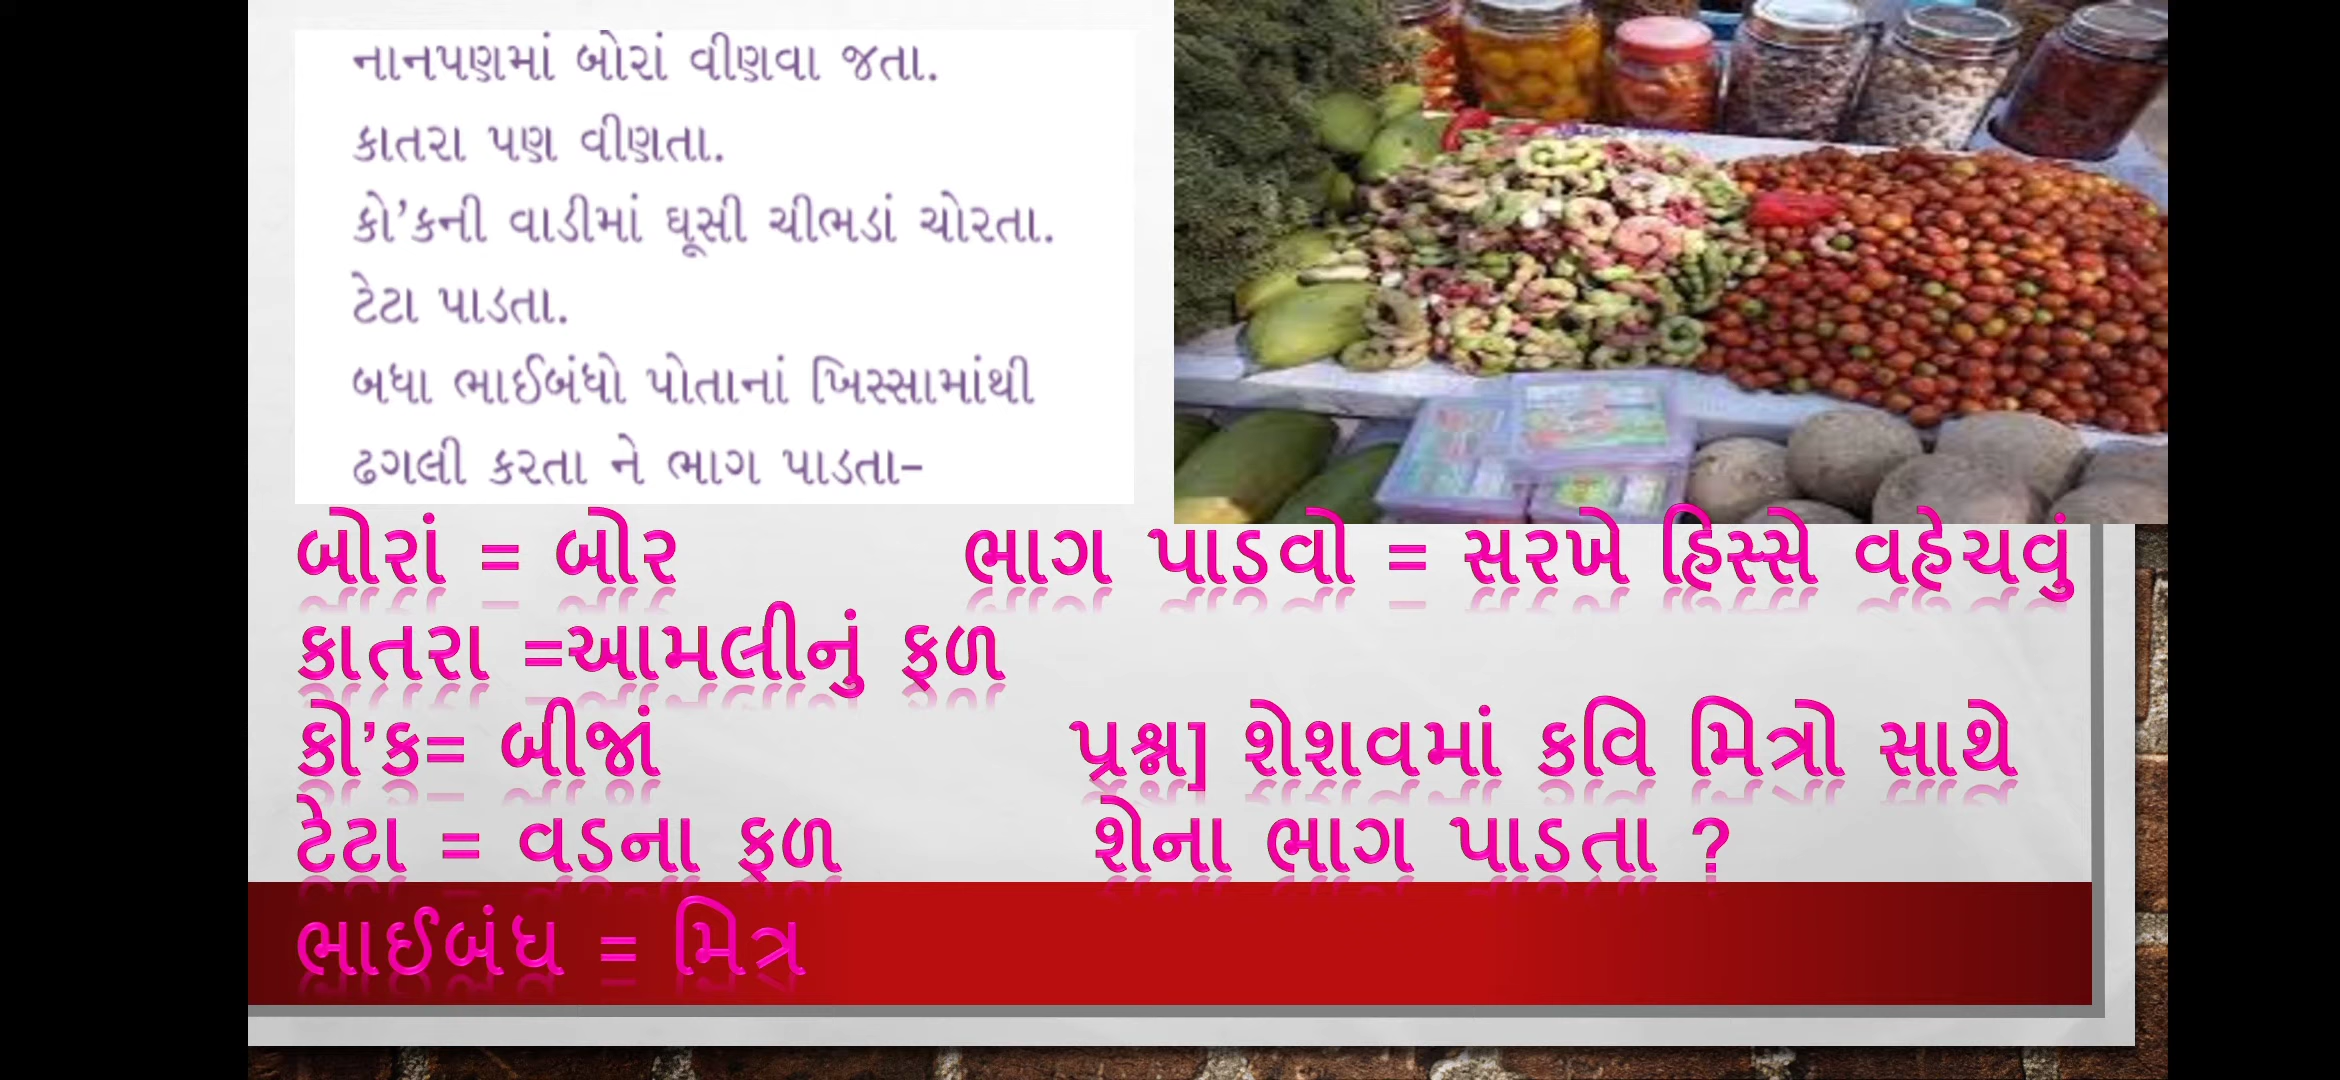 નાનપણમાં બોરાં વીણવા જતા.
કાતરા પણ વીણતા.
કો’કની વાડીમાં ઘૂસી ચીભડાં ચોરતા.
ટેટા પાડતા.
બધા ભાઈબંધો પોતાનાં ખિસ્સામાંથી
ઢગલી કરતા ને ભાગ પાડતા–
બોરાં = બોર ભાગ પાડવો = સરખે હિસ્સે વહેચવું
કાતરા =આમલીનું ફળ
કો’ક= બીજાં પ્રશ્ન] શેશવમાં કવિ મિત્રો સાથે
ટેટા = વડના ફળ શેના ભાગ પાડતા ?
ભાઈબંધ = મિત્ર